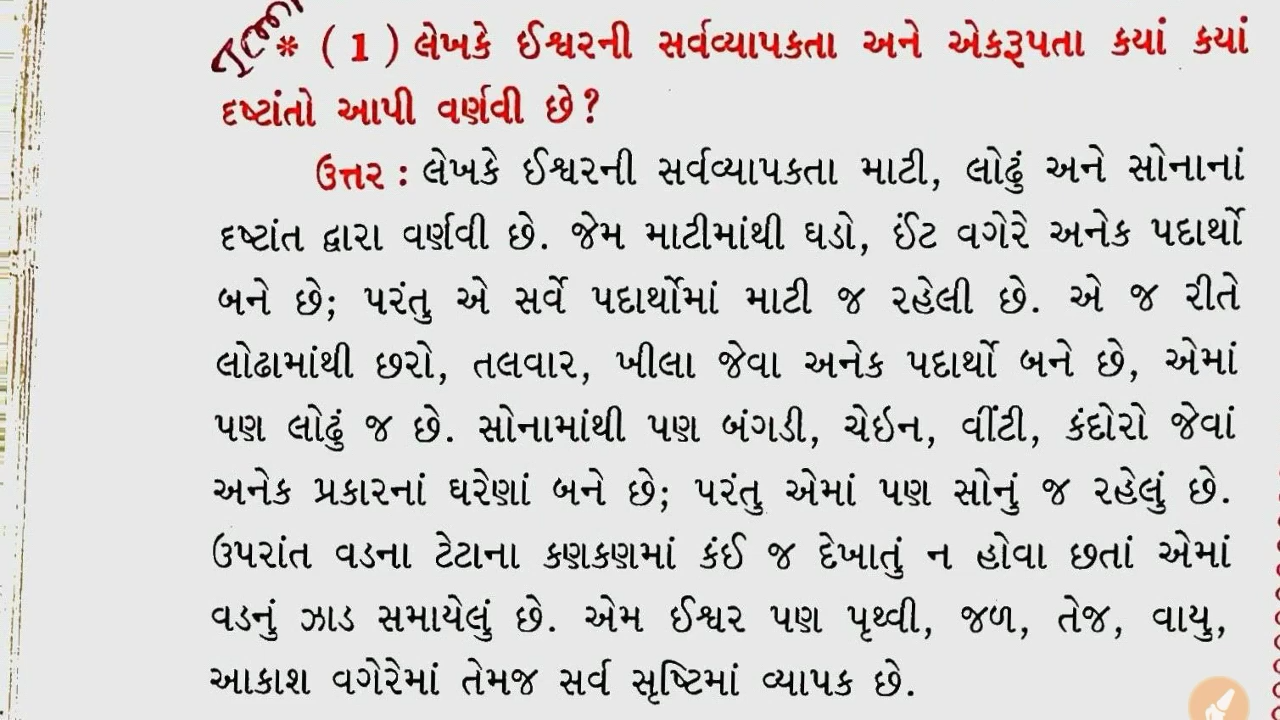 * ( 1 ) લેખકે ઈશ્વરની સર્વવ્યાપકતા અને એકરૂપતા કયાં કયાં
દૃષ્ટાંતો આપી વર્ણવી છે?
ઉત્તર : લેખકે ઈશ્વરની સર્વવ્યાપકતા માટી, લોઢું અને સોનાનાં
દૃષ્ટાંત દ્વારા વર્ણવી છે. જેમ માટીમાંથી ઘડો, ઈંટ વગેરે અનેક પદાર્થો
બને છે; પરંતુ એ સર્વે પદાર્થોમાં માટી જ રહેલી છે. એ જ રીતે
લોઢામાંથી છરો, તલવાર, ખીલા જેવા અનેક પદાર્થો બને છે, એમાં
પણ લોઢું જ છે. સોનામાંથી પણ બંગડી, ચેઇન, વીંટી, કંદોરો જેવાં
અનેક પ્રકારનાં ઘરેણાં બને છે; પરંતુ એમાં પણ સોનું જ રહેલું છે.
ઉપરાંત વડના ટેટાના કણકણમાં કંઈ જ દેખાતું ન હોવા છતાં એમાં
વડનું ઝાડ સમાયેલું છે. એમ ઈશ્વર પણ પૃથ્વી, જળ, તેજ, વાયુ,
આકાશ વગેરેમાં તેમજ સર્વ સૃષ્ટિમાં વ્યાપક છે.